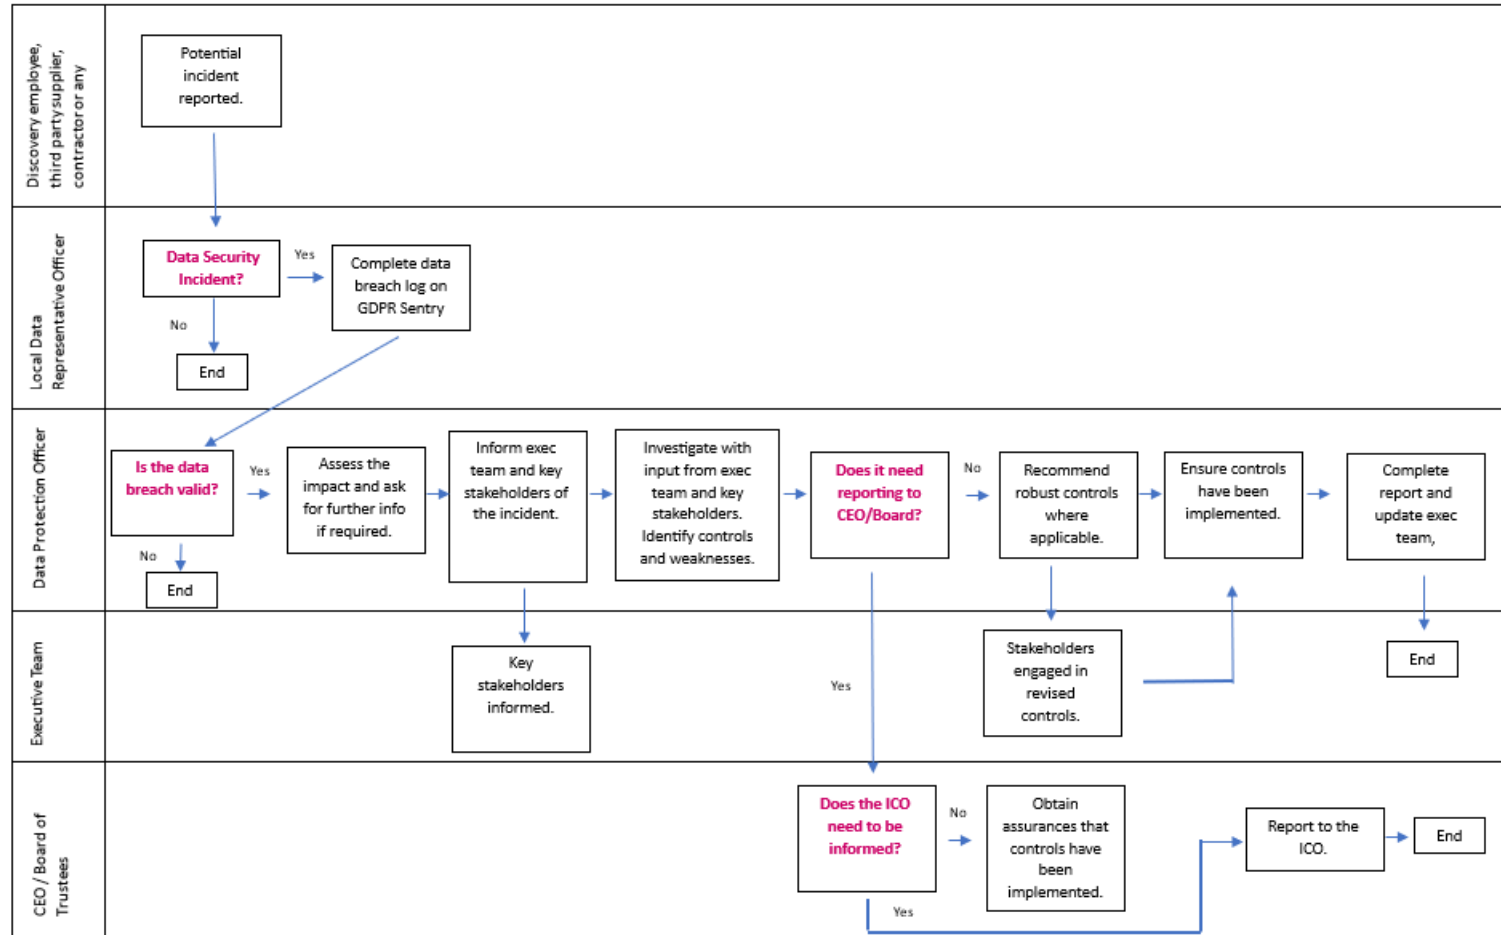 Discovery employee,
third party supplier,
contractor or any
Potential
incident
reported.
Local Data
Representative Officer
Data Security
Incident?
Yes
Complete data
breach log on
GDPR Sentry
No
End
Data Protection Officer
Is the data
breach valid?
Yes
No
End
Assess the
impact and ask
for further info
if required.
Inform exec
team and key
stakeholders of
the incident.
Investigate with
input from exec
team and key
stakeholders.
Identify controls
and weaknesses.
Does it need
reporting to
CEO/Board?
No
Recommend
robust controls
where
applicable.
Ensure controls
have been
implemented.
Complete
report and
update exec
team,
Executive Team
Key
stakeholders
informed.
Yes
Stakeholders
engaged in
revised
controls.
End
CEO / Board of
Trustees
Does the ICO
need to be
informed?
No
Obtain
assurances that
controls have
been
implemented.
Yes
Report to the
ICO.
End